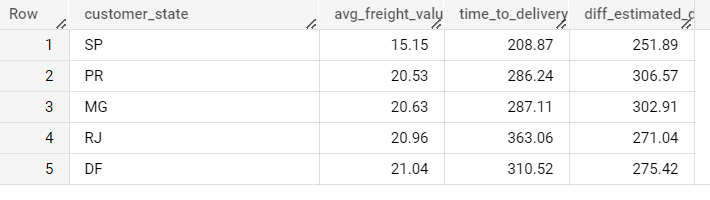 Row customer_state avg_freight_valu time_to_delivery diff_estimated_d
1 SP 15.15 208.87 251.89
2 PR 20.53 286.24 306.57
3 MG 20.63 287.11 302.91
4 RJ 20.96 363.06 271.04
5 DF 21.04 310.52 275.42